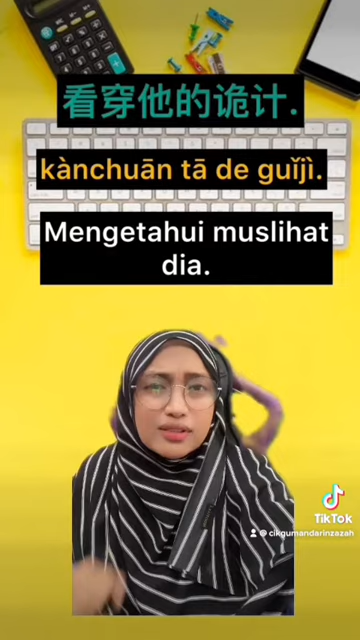 看穿他的诡计.
kànchuān tā de guǐjì.
Mengetahui muslihat
dia.
TikTok
@ cikgumandarinzazah